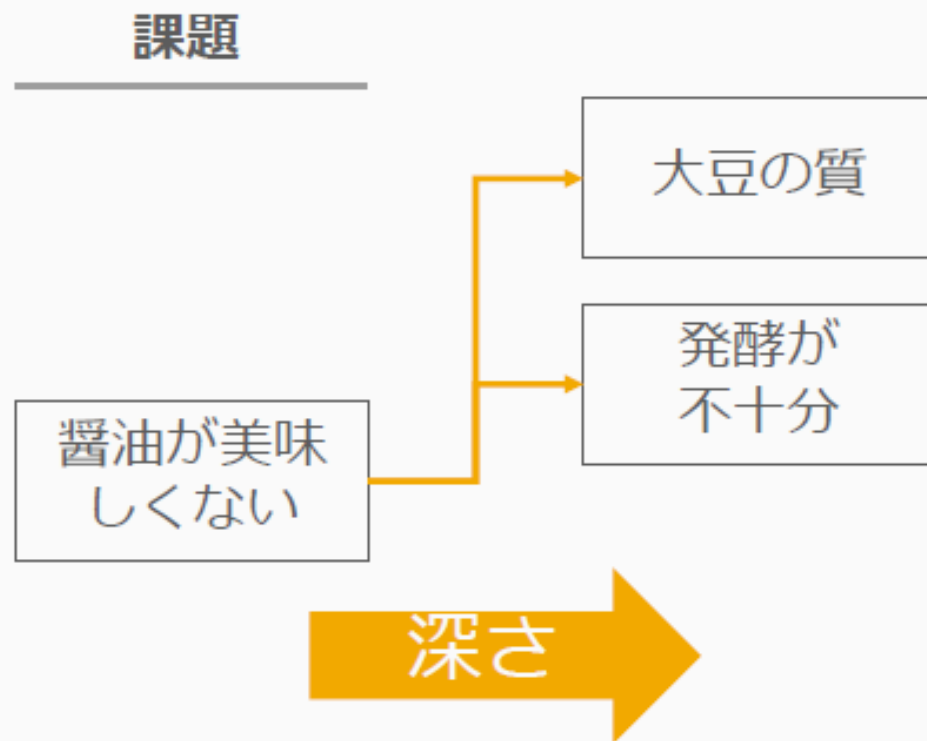 課題
大豆の質
発酵が
不十分
醤油が美味
しくない
深さ